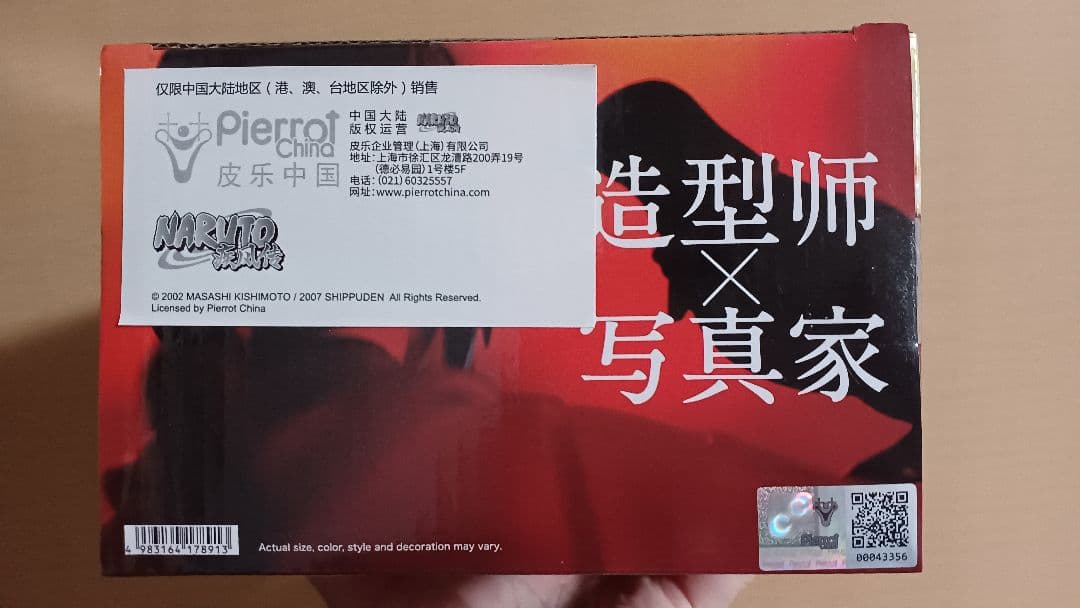 仅限中国大陆地区（港、澳、台地区除外）销售
Pierrot
China
皮乐中国
中国大陆
版权运营
NARUTO
疾风传
皮乐企业管理(上海)有限公司
地址：上海市徐汇区龙漕路200弄19号
(德必易园)1号楼5F
电话：(021)60325557
网址：www.pierrotchina.com
NARUTO
疾风传
© 2002 MASASHI KISHIMOTO / 2007 SHIPPUDEN All Rights Reserved.
Licensed by Pierrot China
造型师
×
写真家
4 983164 178913
Actual size, color, style and decoration may vary.
Pierrot
00043356